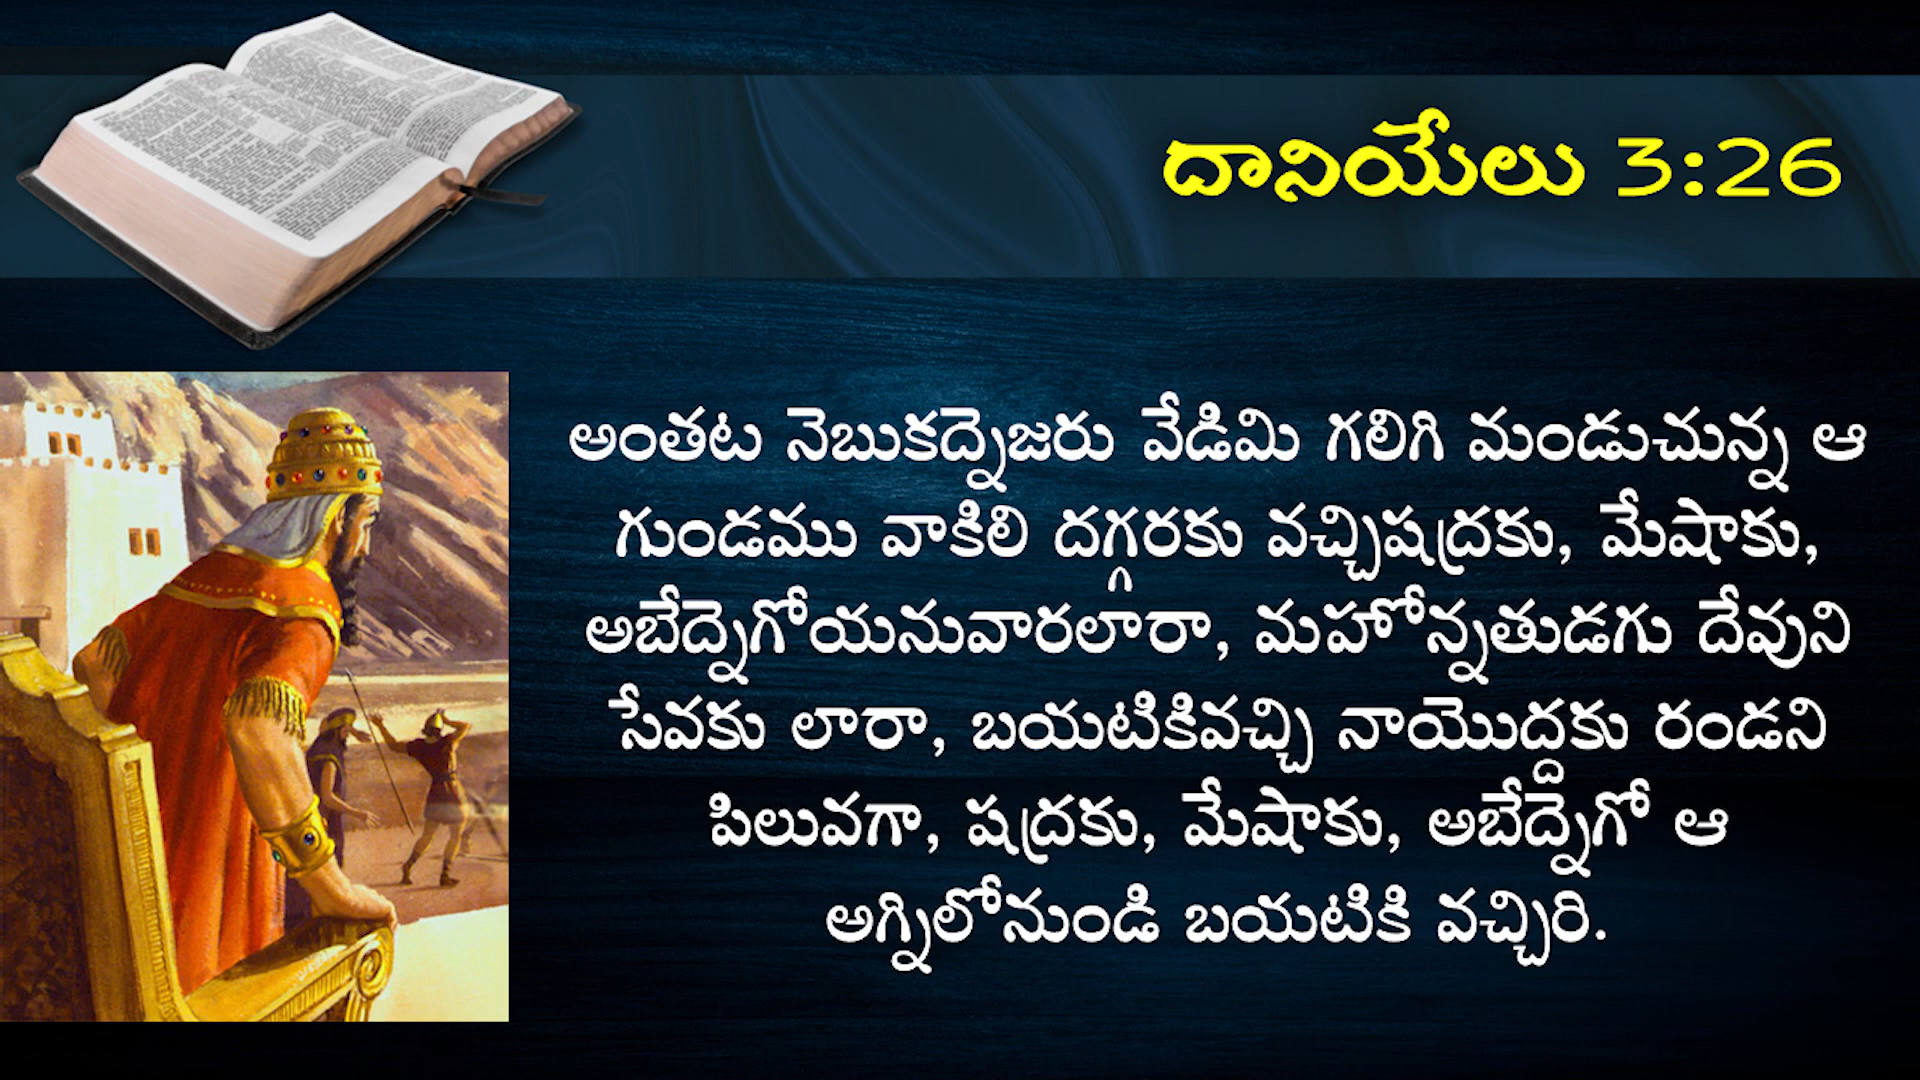 దానియేలు 3:26
అంతట నెబుకద్నెజరు వేడిమి గలిగి మండుచున్న ఆ
గుండము వాకిలి దగ్గరకు వచ్చిషద్రకు, మేషాకు,
అబేద్నెగోయనువారలారా, మహోన్నతుడగు దేవుని
సేవకు లారా, బయటికివచ్చి నాయొద్దకు రండని
పిలువగా, షద్రకు, మేషాకు, అబేద్నెగో ఆ
అగ్నిలోనుండి బయటికి వచ్చిరి.